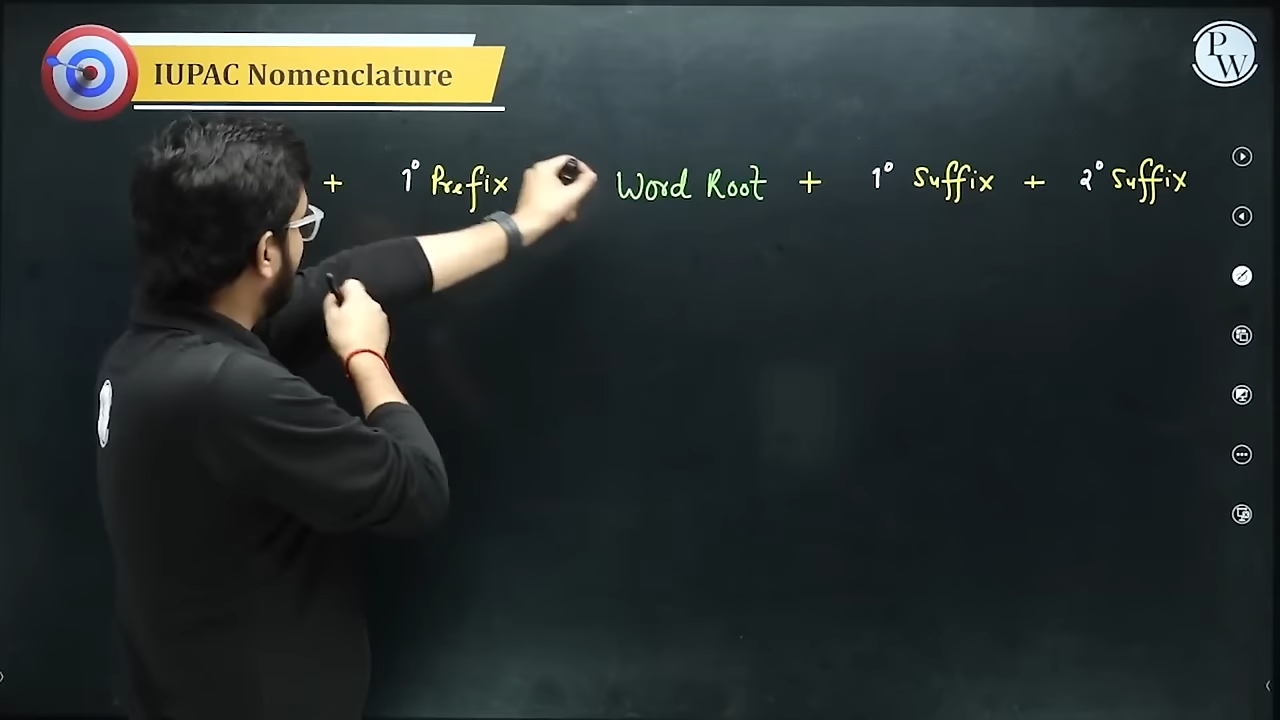 IUPAC Nomenclature
P
W
+ 1° Prefix Word Root + 1° Suffix + 2° Suffix